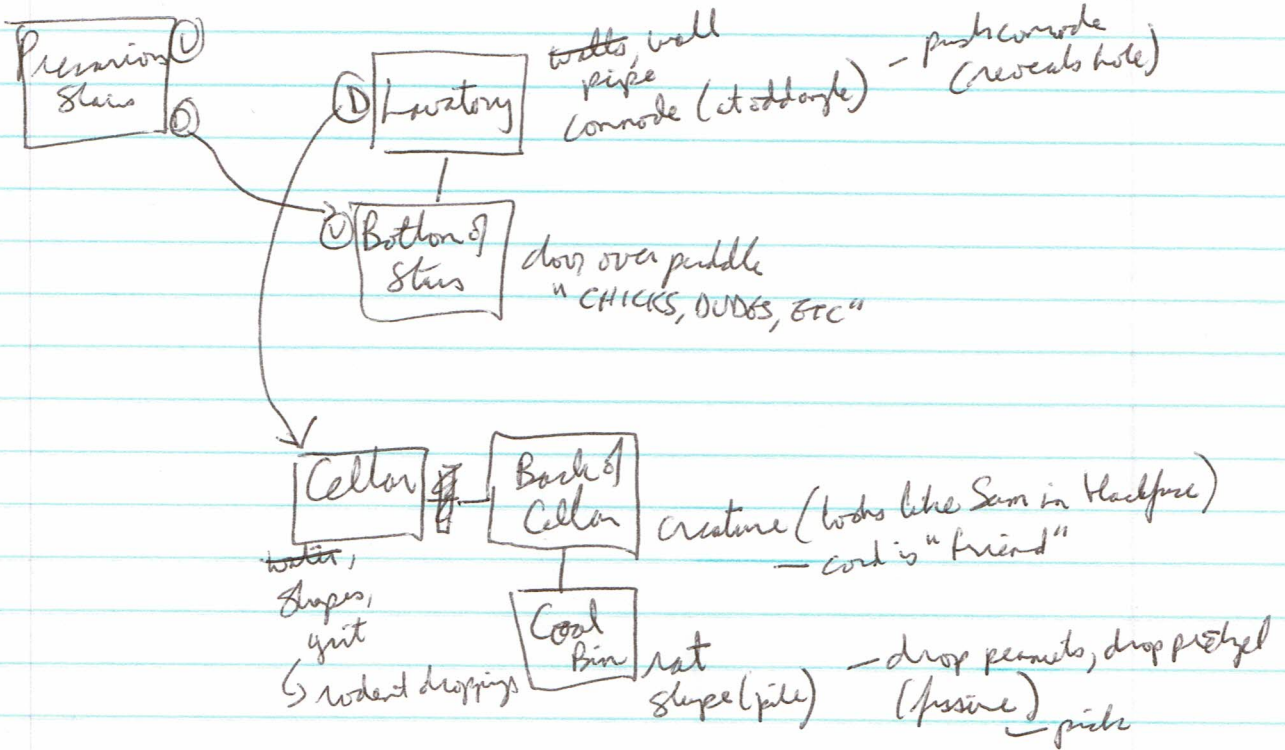 Precarious
Stairs
U
D
D
Lavatory
walls, wall
pipe
commode (at odd angle)
– push commode
(reveals hole)
U
Bottom of
Stairs
door over puddle
"CHICKS, DUDES, ETC"
Cellar
water,
shapes,
grit
↳ rodent droppings
Back of
Cellar
creature (looks like Sam in blackface)
– cord is "friend"
Coal
Bin
rat
shape (pile)
– drop peanuts, drop pretzel
(fissure)
– pick